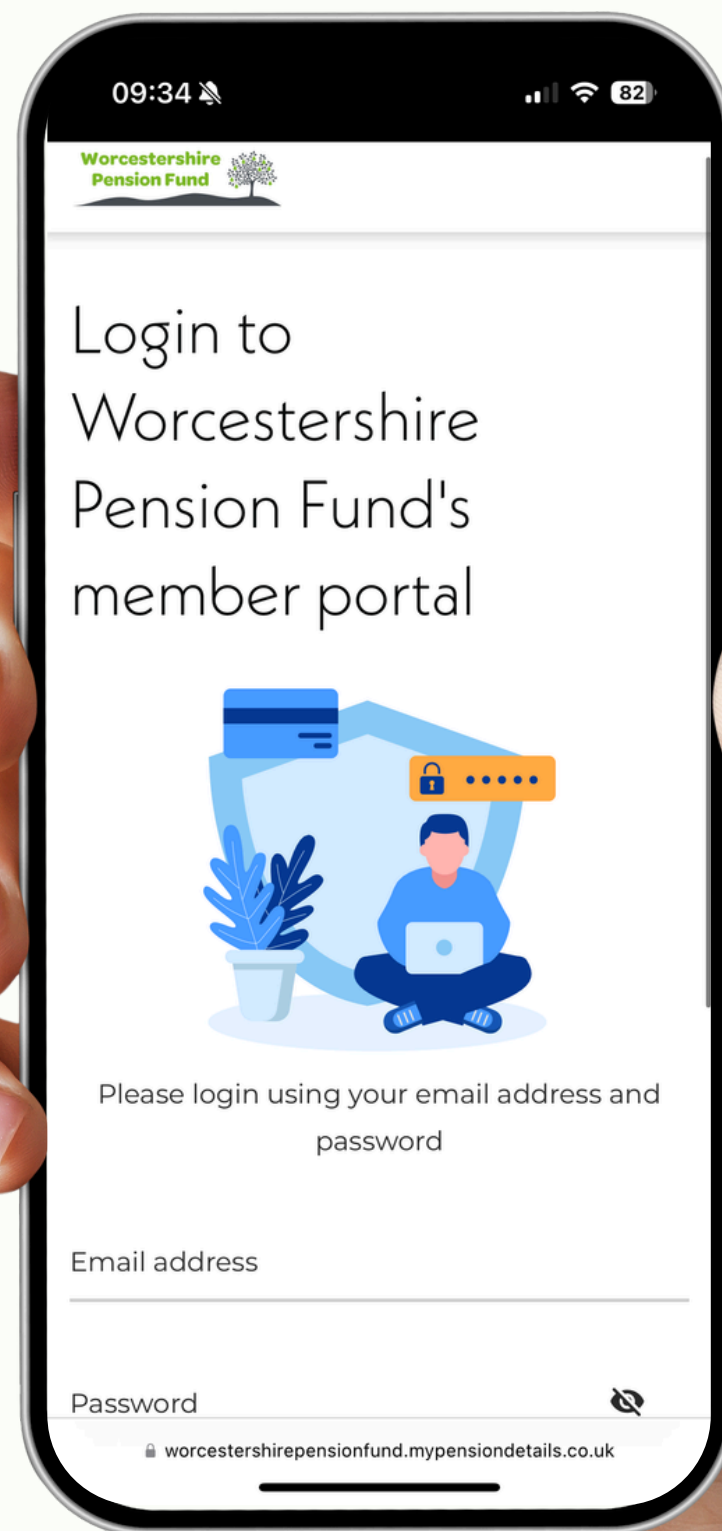 09:34
82
Worcestershire
Pension Fund
Login to
Worcestershire
Pension Fund's
member portal
Please login using your email address and
password
Email address
Password
worcestershirepensionfund.mypensiondetails.co.uk